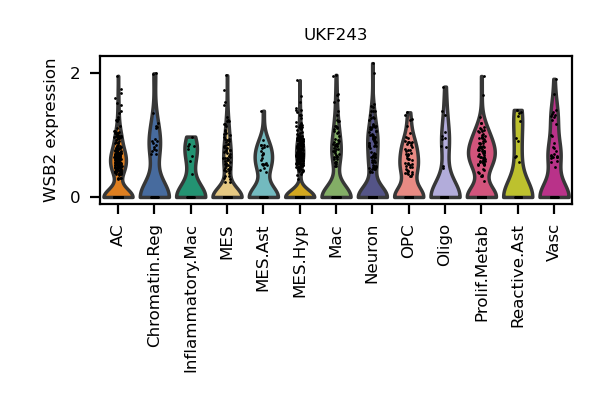 UKF243
WSB2 expression
2
0
AC
Chromatin.Reg
Inflammatory.Mac
MES
MES.Ast
MES.Hyp
Mac
Neuron
OPC
Oligo
Prolif.Metab
Reactive.Ast
Vasc